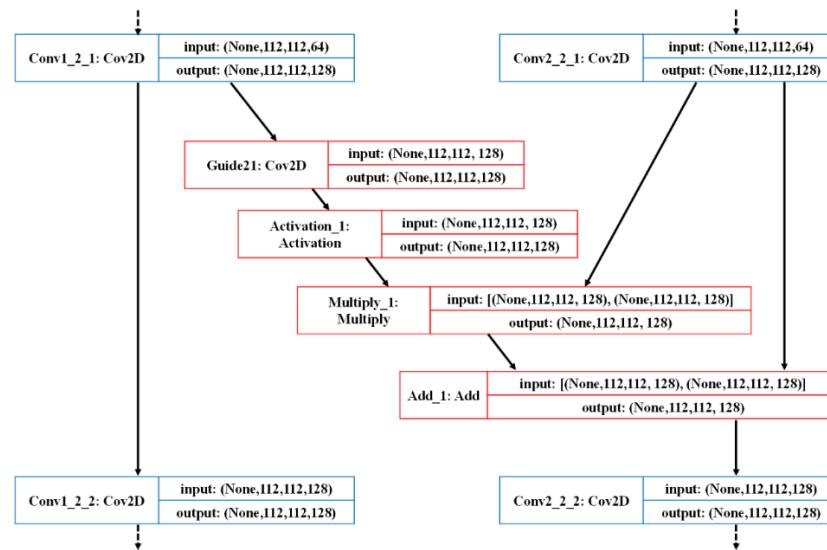 Conv1_2_1: Cov2D
input: (None,112,112,64)
output: (None,112,112,128)
Conv2_2_1: Cov2D
input: (None,112,112,64)
output: (None,112,112,128)
Guide21: Cov2D
input: (None,112,112, 128)
output: (None,112,112,128)
Activation_1:
Activation
input: (None,112,112, 128)
output: (None,112,112,128)
Multiply_1:
Multiply
input: [(None,112,112, 128), (None,112,112, 128)]
output: (None,112,112, 128)
Add_1: Add
input: [(None,112,112, 128), (None,112,112, 128)]
output: (None,112,112, 128)
Conv1_2_2: Cov2D
input: (None,112,112,128)
output: (None,112,112,128)
Conv2_2_2: Cov2D
input: (None,112,112,128)
output: (None,112,112,128)